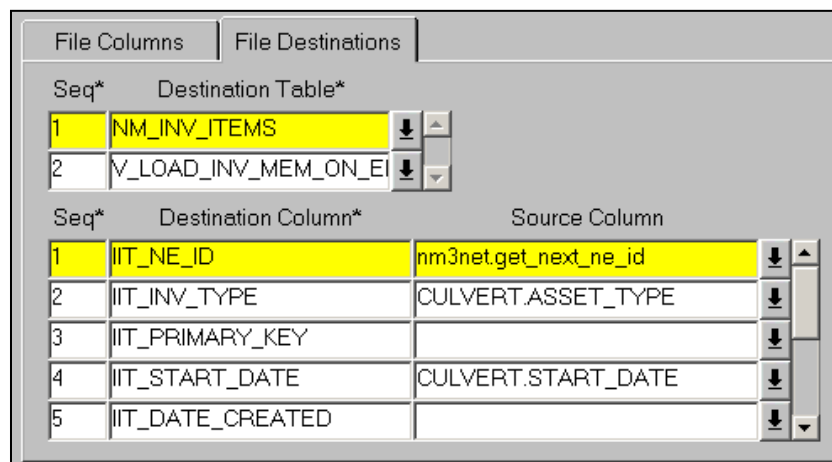 File Columns File Destinations
Seq* Destination Table*
1 NM_INV_ITEMS
2 V_LOAD_INV_MEM_ON_EI
Seq* Destination Column* Source Column
1 IIT_NE_ID nm3net.get_next_ne_id
2 IIT_INV_TYPE CULVERT.ASSET_TYPE
3 IIT_PRIMARY_KEY
4 IIT_START_DATE CULVERT.START_DATE
5 IIT_DATE_CREATED